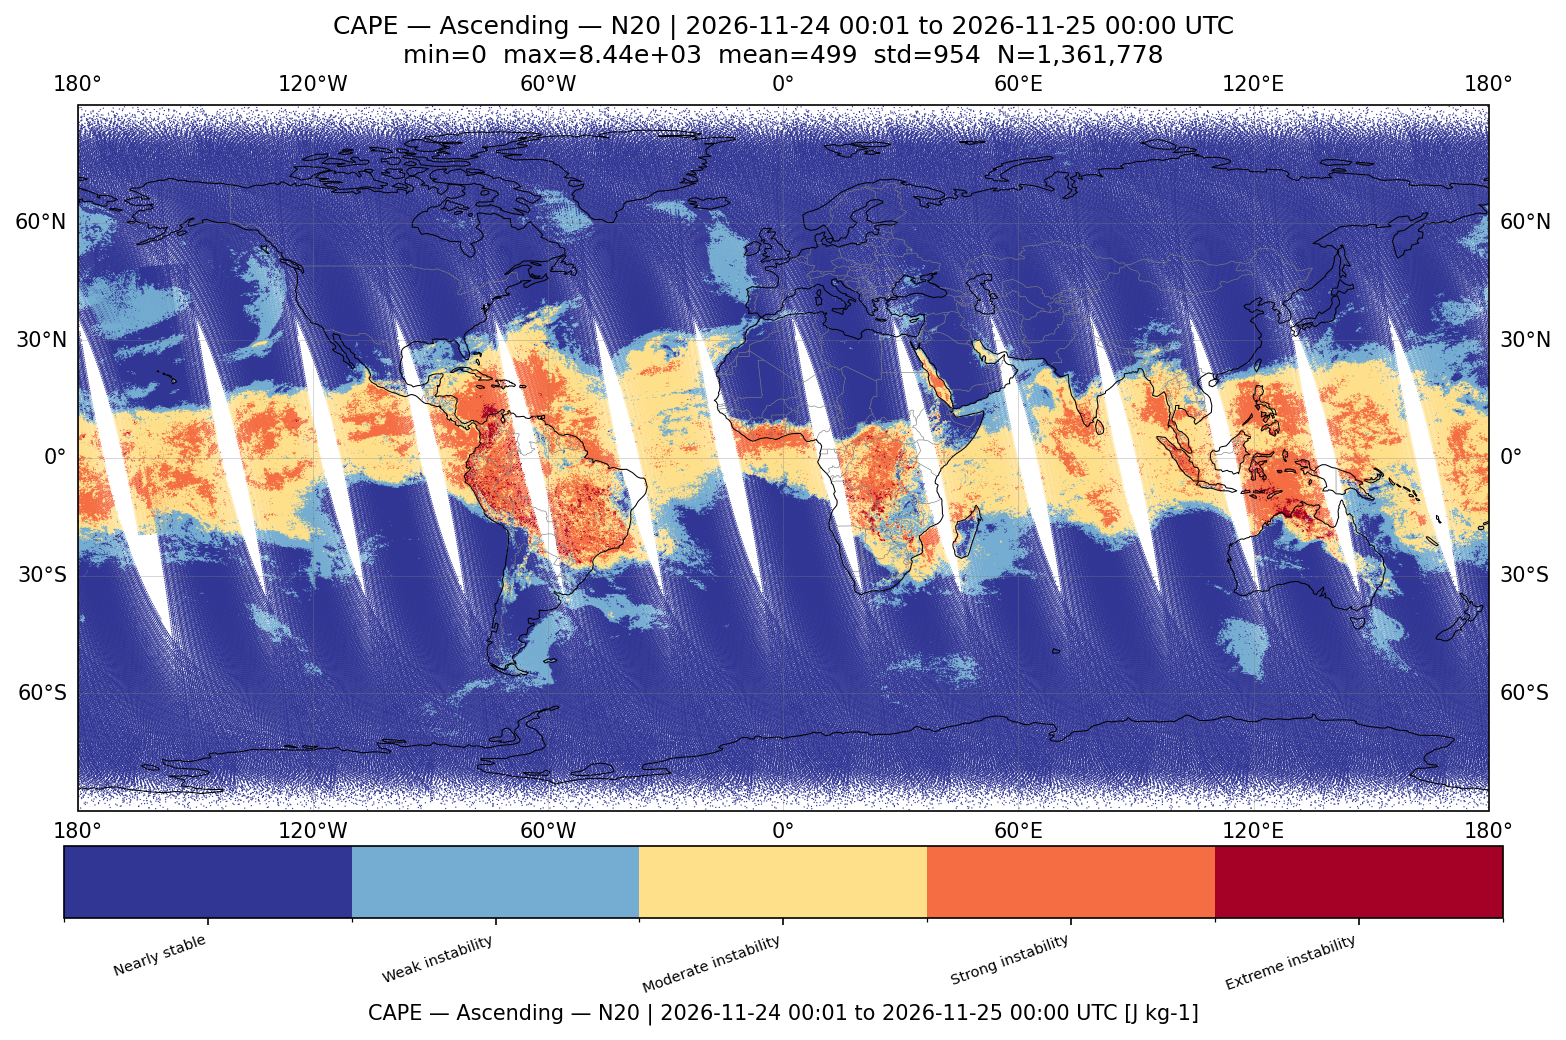 CAPE — Ascending — N20 | 2026-11-24 00:01 to 2026-11-25 00:00 UTC
min=0 max=8.44e+03 mean=499 std=954 N=1,361,778
180° 120°W 60°W 0° 60°E 120°E 180°
60°N 60°N
30°N 30°N
0° 0°
30°S 30°S
60°S 60°S
180° 120°W 60°W 0° 60°E 120°E 180°
Nearly stable Weak instability Moderate instability Strong instability Extreme instability
CAPE — Ascending — N20 | 2026-11-24 00:01 to 2026-11-25 00:00 UTC [J kg-1]